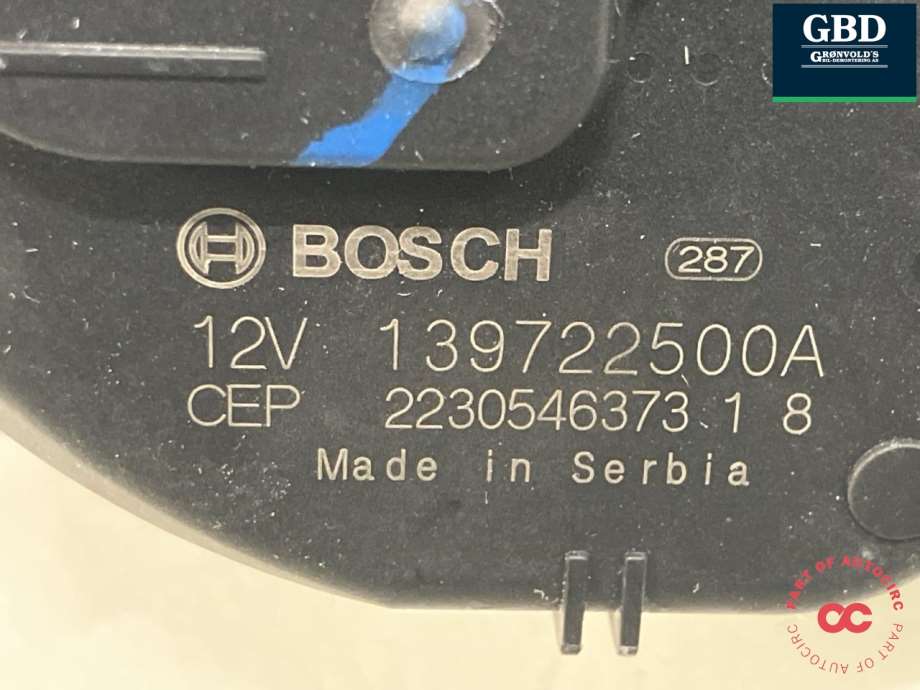 GBD
GRØNVOLD'S
BIL-DEMONTERING AS
BOSCH 287
12V 139722500A
CEP 2230546373 1 8
Made in Serbia
PART OF AUTOCIRC PART OF AUTOCIRC